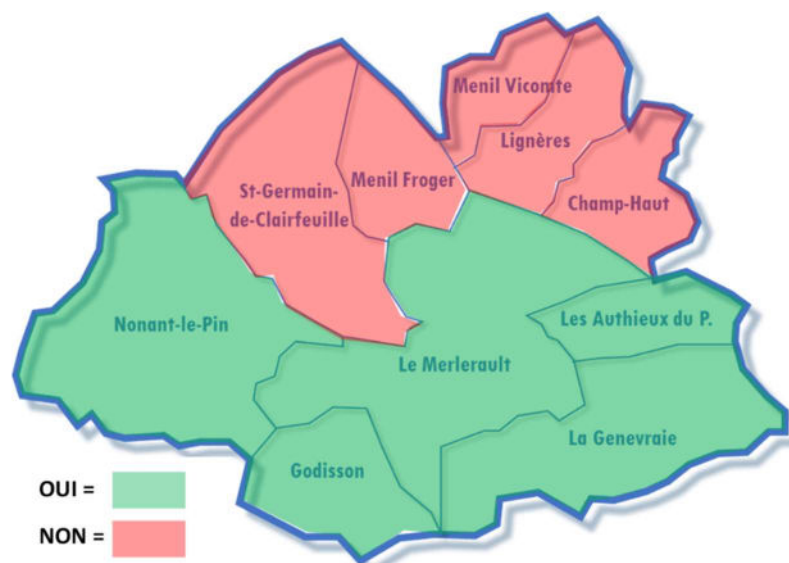 Menil Vicomte
Lignères
St-Germain-
de-Clairfeuille
Menil Froger
Champ-Haut
Nonant-le-Pin
Les Authieux du P.
Le Merlerault
La Genevraie
Godisson
OUI =
NON =